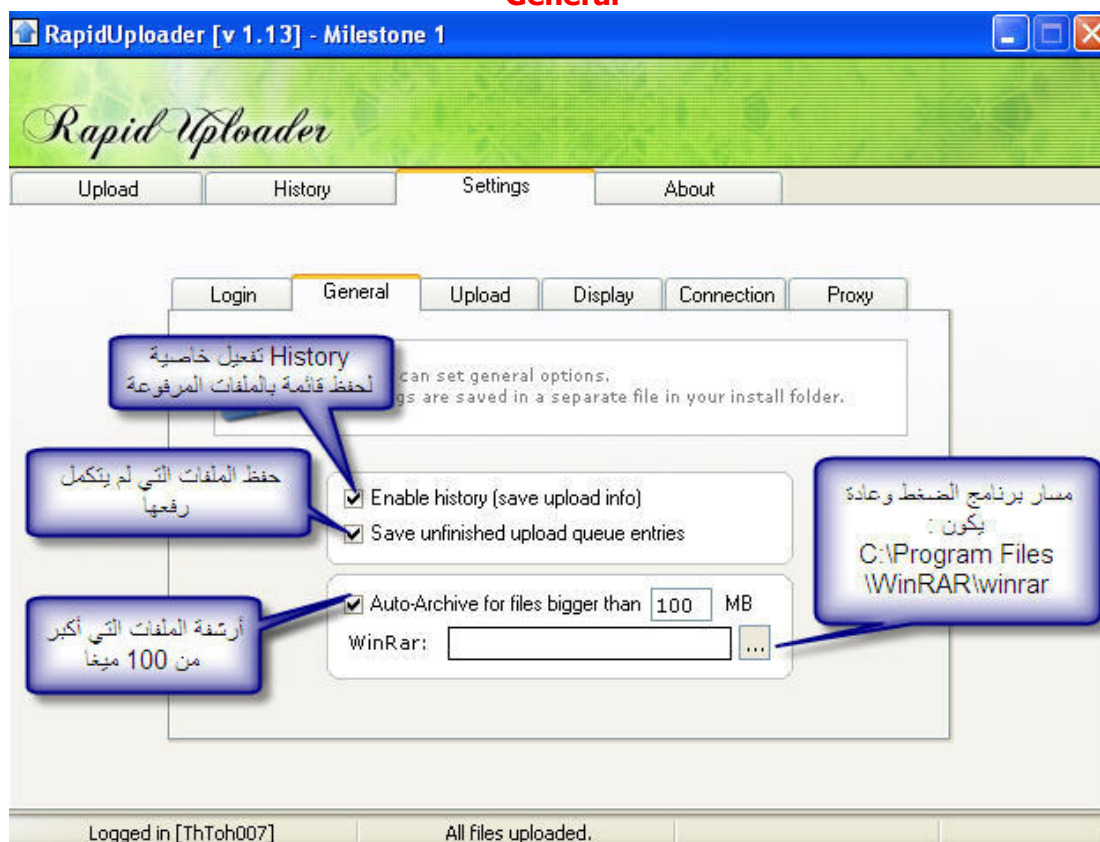 General
RapidUploader [v 1.13] - Milestone 1
Rapid Uploader
Upload History Settings About
Login General Upload Display Connection Proxy
تفعيل خاصية History
لحفظ قائمة بالملفات المرفوعة
can set general options.
are saved in a separate file in your install folder.
حفظ الملفات التي لم يتكمل
رفعها
Enable history (save upload info)
Save unfinished upload queue entries
مسار برنامج الضغط وعادة
يكون :
C:\Program Files
\WinRAR\winrar
أرشفة الملفات التي أكبر
من 100 ميغا
Auto-Archive for files bigger than 100 MB
WinRar:
...
Logged in [ThToh007] All files uploaded.